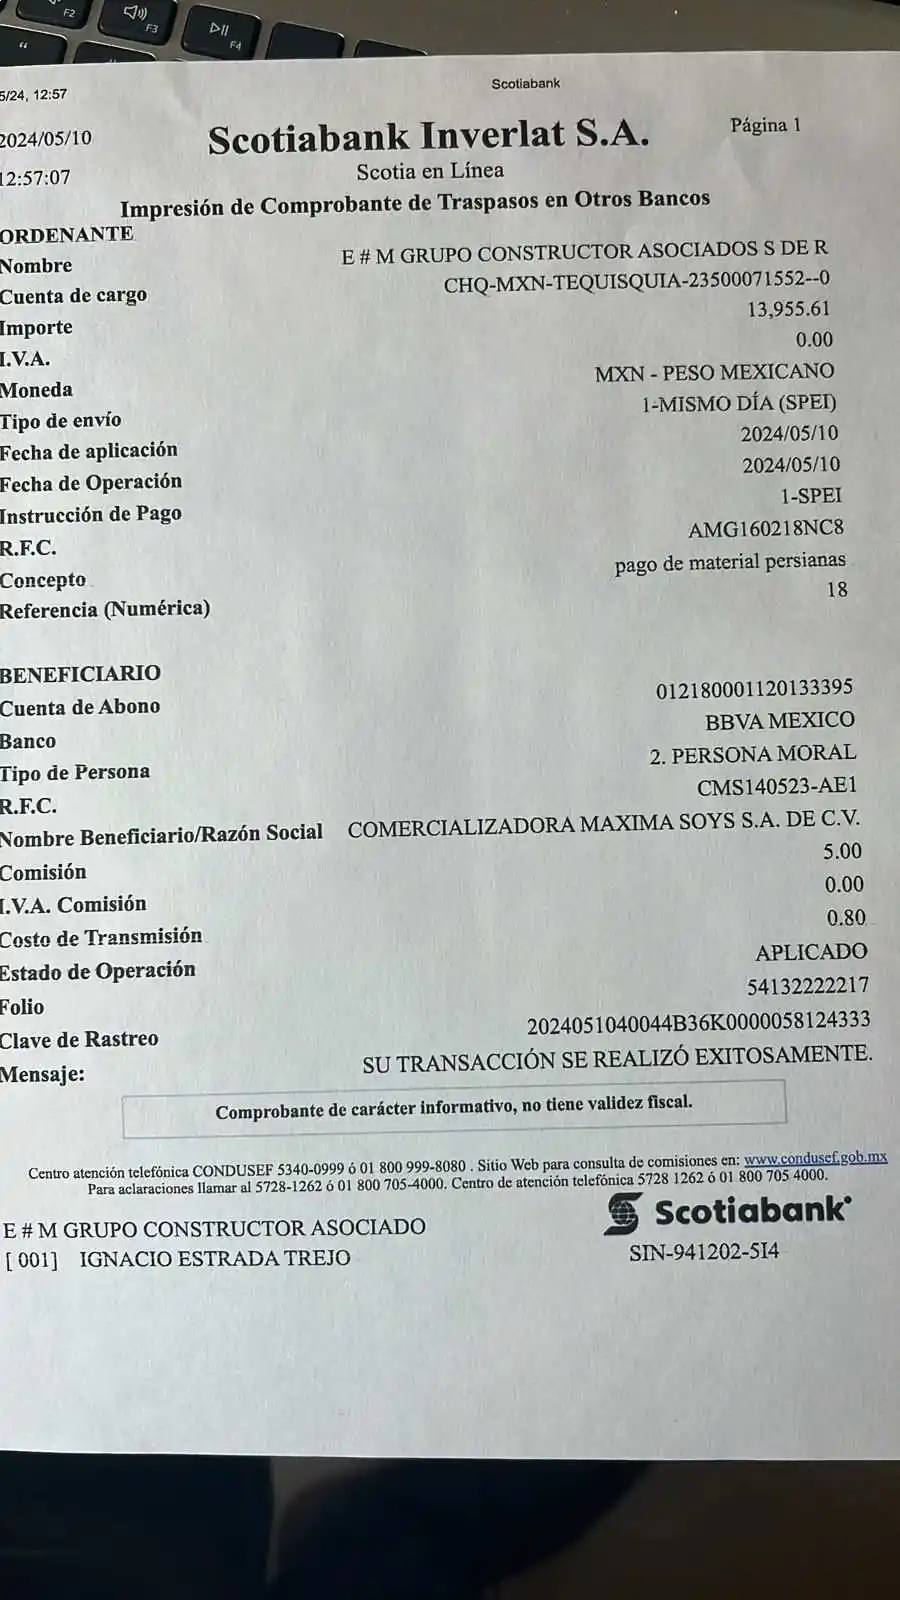 F2
F3
F4
5/24, 12:57
Scotiabank
2024/05/10
Scotiabank Inverlat S.A.
Página 1
12:57:07
Scotia en Línea
Impresión de Comprobante de Traspasos en Otros Bancos
ORDENANTE
Nombre E # M GRUPO CONSTRUCTOR ASOCIADOS S DE R
Cuenta de cargo CHQ-MXN-TEQUISQUIA-23500071552--0
Importe 13,955.61
I.V.A. 0.00
Moneda MXN - PESO MEXICANO
Tipo de envío 1-MISMO DÍA (SPEI)
Fecha de aplicación 2024/05/10
Fecha de Operación 2024/05/10
Instrucción de Pago 1-SPEI
R.F.C. AMG160218NC8
Concepto pago de material persianas
Referencia (Numérica) 18
BENEFICIARIO
Cuenta de Abono 012180001120133395
Banco BBVA MEXICO
Tipo de Persona 2. PERSONA MORAL
R.F.C. CMS140523-AE1
Nombre Beneficiario/Razón Social COMERCIALIZADORA MAXIMA SOYS S.A. DE C.V.
Comisión 5.00
I.V.A. Comisión 0.00
Costo de Transmisión 0.80
Estado de Operación APLICADO
Folio 54132222217
Clave de Rastreo 2024051040044B36K0000058124333
Mensaje: SU TRANSACCIÓN SE REALIZÓ EXITOSAMENTE.
Comprobante de carácter informativo, no tiene validez fiscal.
Centro atención telefónica CONDUSEF 5340-0999 ó 01 800 999-8080 . Sitio Web para consulta de comisiones en: www.condusef.gob.mx
Para aclaraciones llamar al 5728-1262 ó 01 800 705-4000. Centro de atención telefónica 5728 1262 ó 01 800 705 4000.
E # M GRUPO CONSTRUCTOR ASOCIADO
[ 001] IGNACIO ESTRADA TREJO
Scotiabank
SIN-941202-5I4